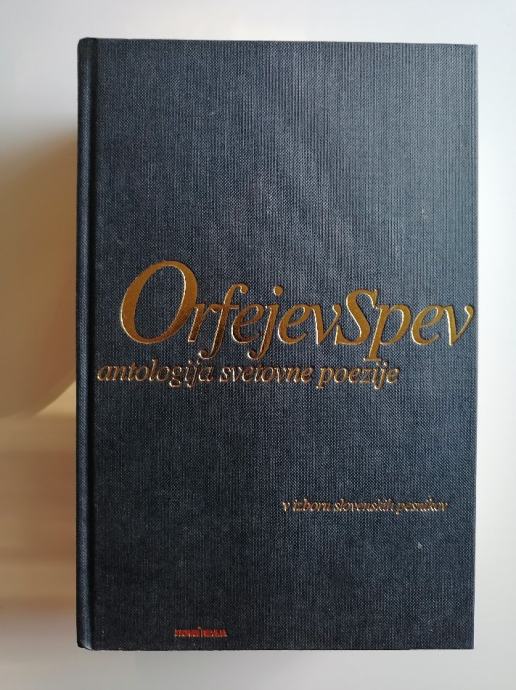 OrfejevSpev
antologija svetovne poezije
v izboru slovenskih pesnikov